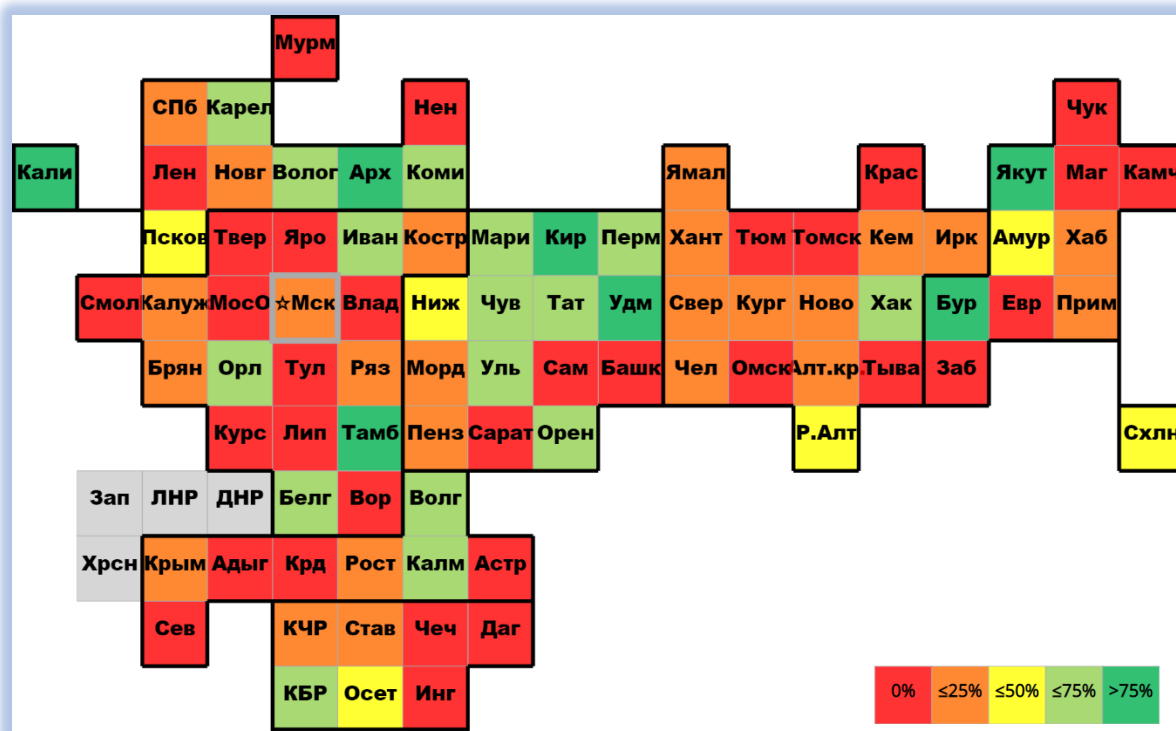 Мурм
СПб Карел Нен Чук
Кали Лен Новг Волог Арх Коми Ямал Крас Якут Маг Камч
Псков Твер Яро Иван Костр Мари Кир Перм Хант Тюм Томск Кем Ирк Амур Хаб
Смол Калуж МосО ☆Мск Влад Ниж Чув Тат Удм Свер Кург Ново Хак Бур Евр Прим
Брян Орл Тул Ряз Морд Уль Сам Башк Чел Омск Алт.кр. Тыва Заб
Курс Лип Тамб Пенз Сарат Орен Р.Алт Схлн
Зап ЛНР ДНР Белг Вор Волг
Хрсн Крым Адыг Крд Рост Калм Астр
Сев КЧР Став Чеч Даг
КБР Осет Инг
0% ≤25% ≤50% ≤75% >75%